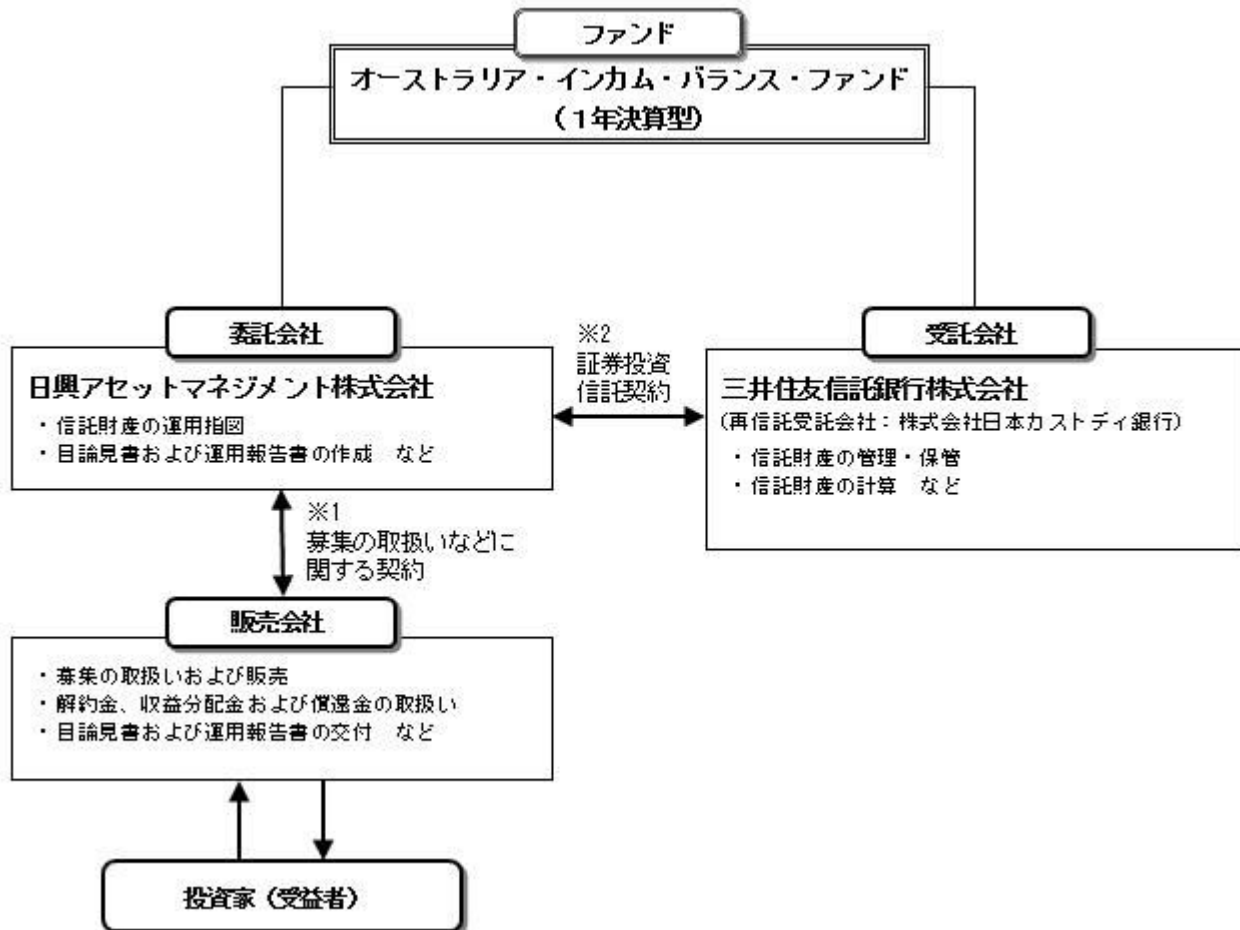 ファンド
オーストラリア・インカム・バランス・ファンド
（１年決算型）
委託会社
日興アセットマネジメント株式会社
・信託財産の運用指図
・目論見書および運用報告書の作成　など
※2
証券投資
信託契約
受託会社
三井住友信託銀行株式会社
（再信託受託会社：株式会社日本カストディ銀行）
・信託財産の管理・保管
・信託財産の計算　など
※1
募集の取扱いなどに
関する契約
販売会社
・募集の取扱いおよび販売
・解約金、収益分配金および償還金の取扱い
・目論見書および運用報告書の交付　など
投資家（受益者）